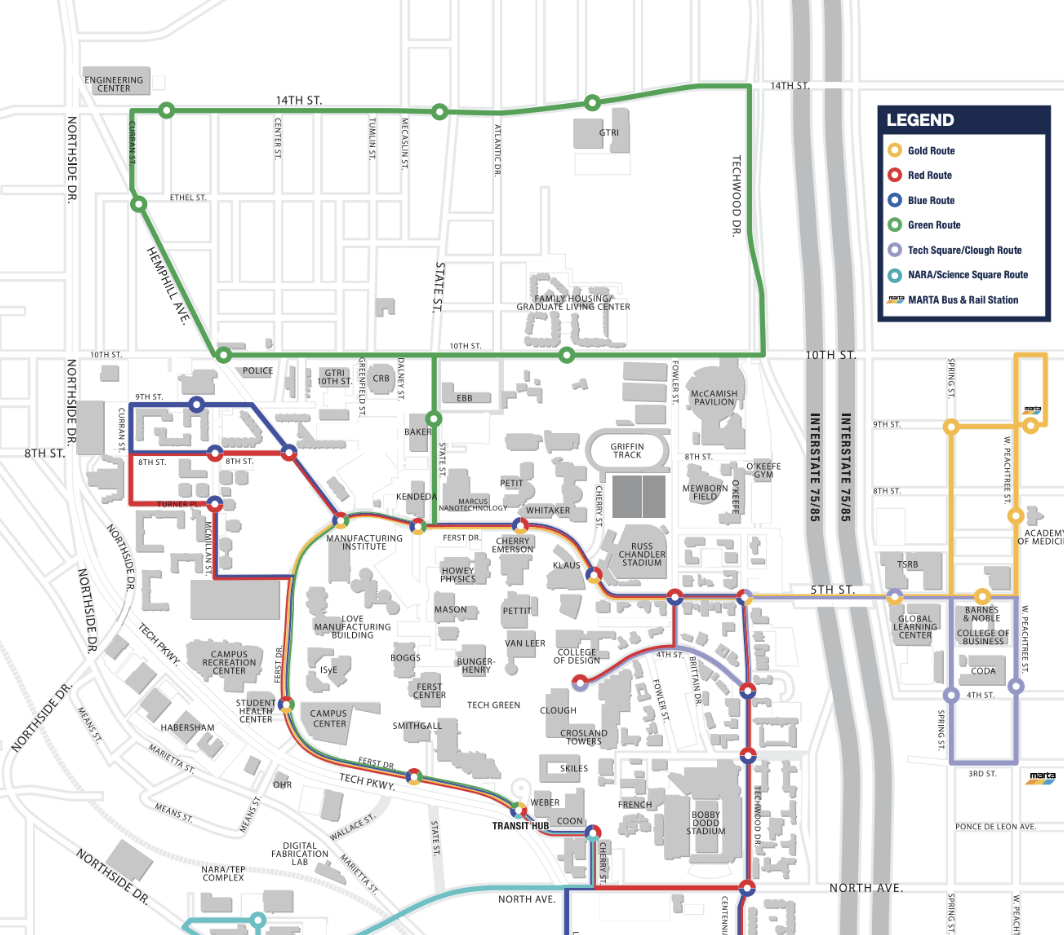 14TH ST.
14TH ST.
ENGINEERING
CENTER
LEGEND
Gold Route
Red Route
Blue Route
Green Route
Tech Square/Clough Route
NARA/Science Square Route
marta
MARTA Bus & Rail Station
NORTHSIDE DR.
CURRAN ST.
CENTER ST.
TUMLIN ST.
MECASLIN ST.
ATLANTIC DR.
GTRI
TECHWOOD DR.
ETHEL ST.
HEMPHILL AVE.
STATE ST.
FAMILY HOUSING/
GRADUATE LIVING CENTER
10TH ST.
10TH ST.
10TH ST.
NORTHSIDE DR.
POLICE
GTRI
10TH ST.
GREENFIELD ST.
CRB
DALNEY ST.
EBB
FOWLER ST.
McCAMISH
PAVILION
SPRING ST.
marta
9TH ST.
CURRAN ST.
BAKER
STATE ST.
GRIFFIN
TRACK
INTERSTATE 75/85
INTERSTATE 75/85
9TH ST.
W. PEACHTREE ST.
8TH ST.
8TH ST.
8TH ST.
8TH ST.
O'KEEFE
GYM
O'KEEFE
MEWBORN
FIELD
8TH ST.
TURNER PL.
McMILLAN ST.
KENDEDA
MARCUS
NANOTECHNOLOGY
PETIT
WHITAKER
CHERRY ST.
MANUFACTURING
INSTITUTE
FERST DR.
CHERRY
EMERSON
KLAUS
RUSS
CHANDLER
STADIUM
ACADEMY
OF MEDICI
NORTHSIDE DR.
NORTHSIDE DR.
HOWEY
PHYSICS
TSRB
5TH ST.
MASON
PETTIT
LOVE
MANUFACTURING
BUILDING
GLOBAL
LEARNING
CENTER
BARNES
& NOBLE
COLLEGE OF
BUSINESS
W. PEACHTREE ST.
TECH PKWY.
CAMPUS
RECREATION
CENTER
FERST DR.
ISyE
BOGGS
BUNGER-
HENRY
VAN LEER
COLLEGE
OF DESIGN
4TH ST.
BRITTAIN DR.
FOWLER ST.
CODA
4TH ST.
FERST
CENTER
TECH GREEN
CLOUGH
CROSLAND
TOWERS
STUDENT
HEALTH
CENTER
CAMPUS
CENTER
SMITHGALL
NORTHSIDE DR.
MEANS ST.
HABERSHAM
MARIETTA ST.
SPRING ST.
3RD ST.
marta
SKILES
FERST DR.
TECH PKWY.
OHR
MEANS ST.
MEANS ST.
WALLACE ST.
STATE ST.
WEBER
COON
TRANSIT HUB
FRENCH
BOBBY
DODD
STADIUM
TECHWOOD DR.
PONCE DE LEON AVE.
DIGITAL
FABRICATION
LAB
MARIETTA ST.
CHERRY ST.
NORTHSIDE DR.
NARA/TEP
COMPLEX
NORTH AVE.
NORTH AVE.
CENTENNIA
SPRING ST.
W. PEACHT